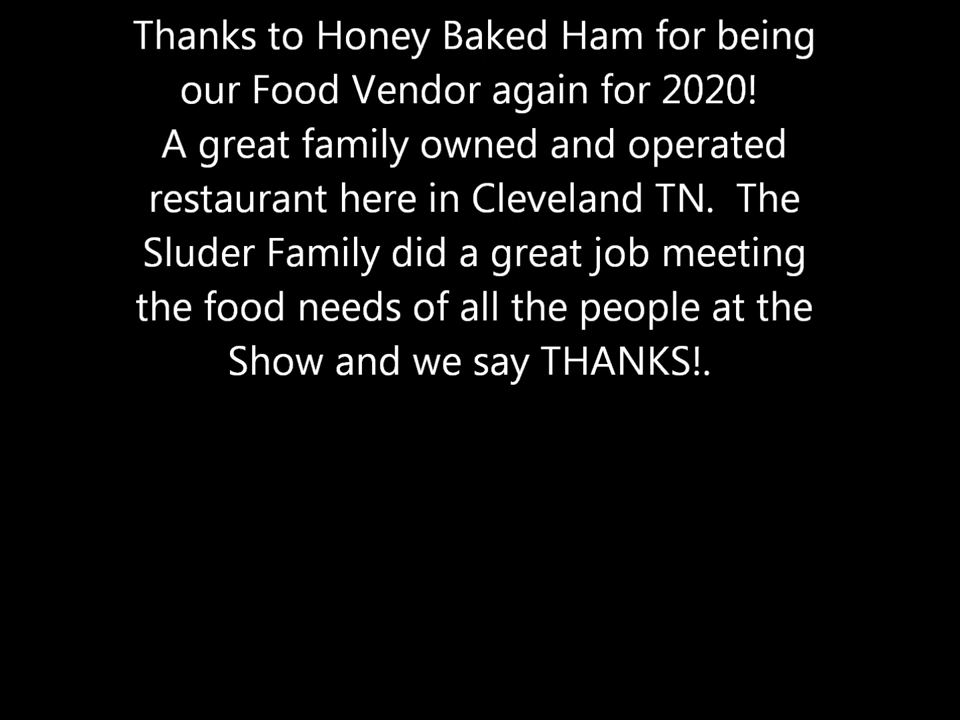 Thanks to Honey Baked Ham for being
our Food Vendor again for 2020!
A great family owned and operated
restaurant here in Cleveland TN.  The
Sluder Family did a great job meeting
the food needs of all the people at the
Show and we say THANKS!.